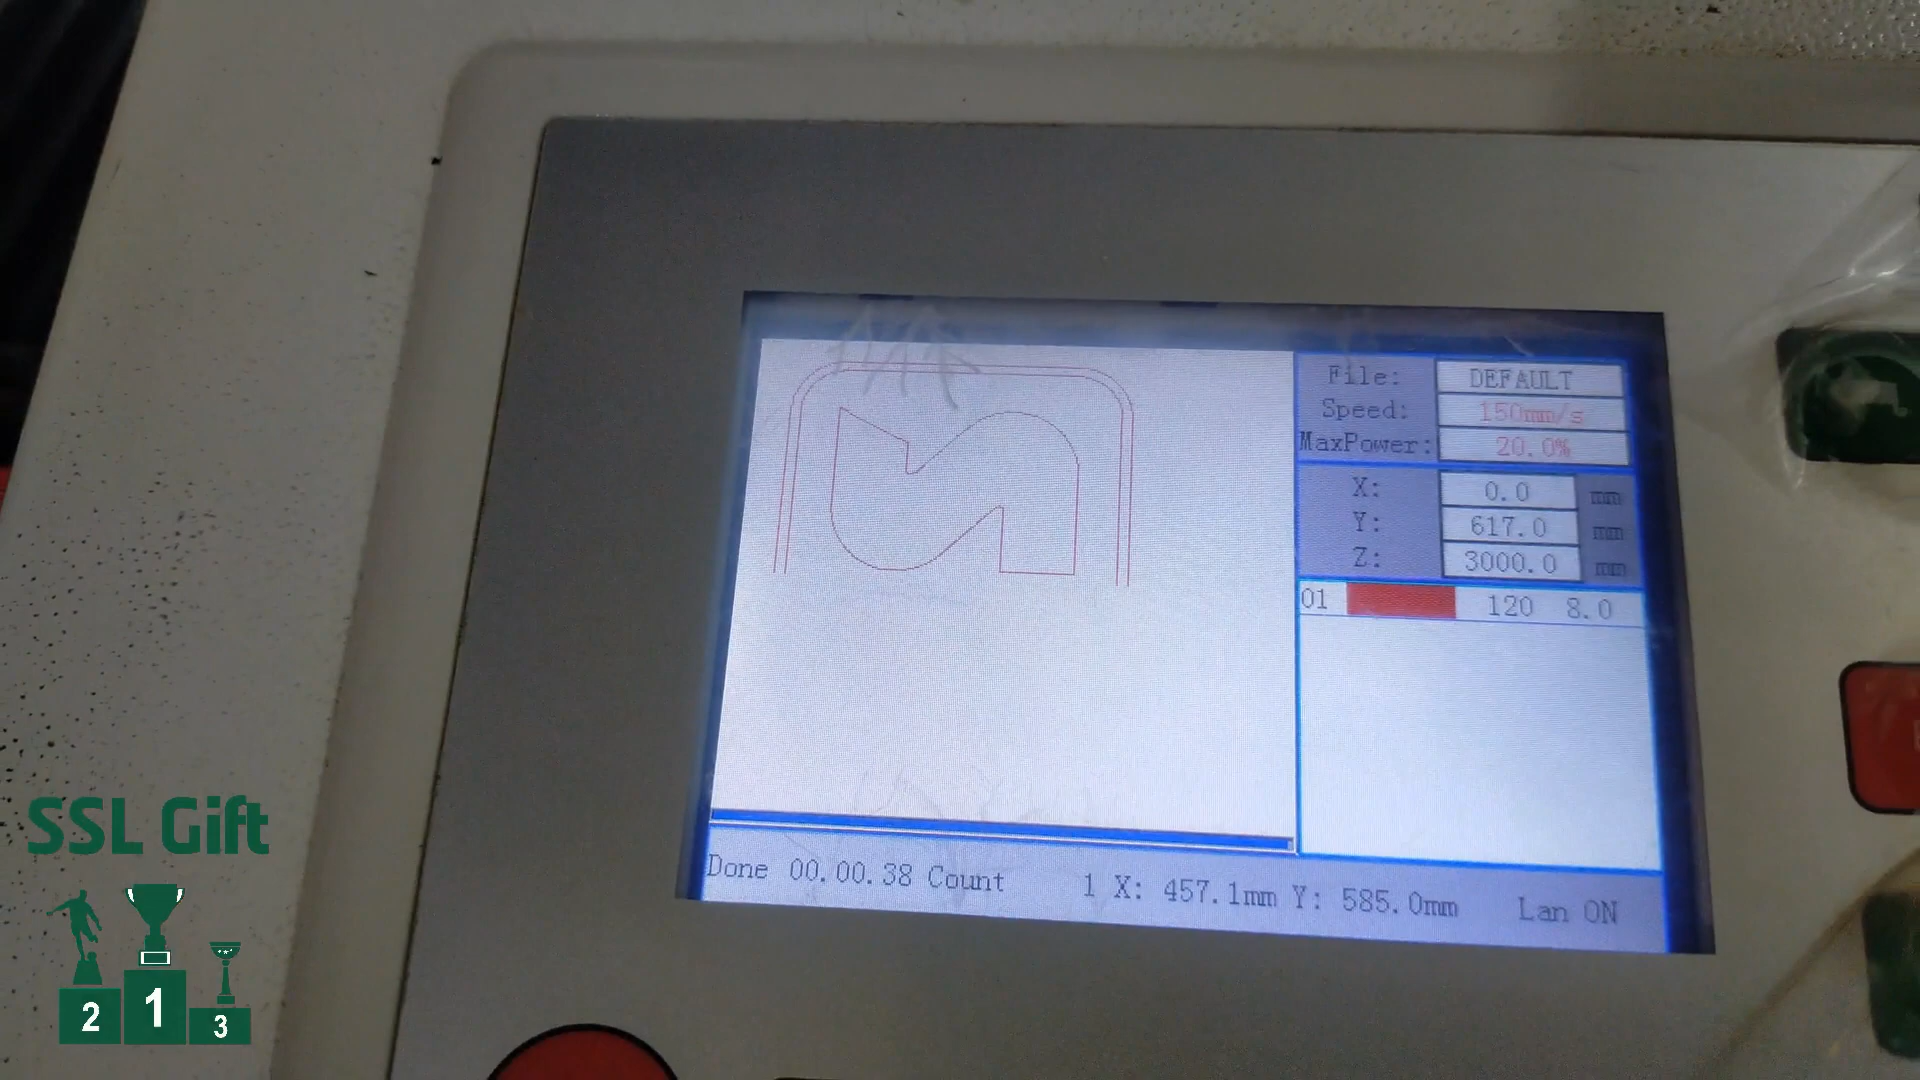 File: DEFAULT
Speed: 150mm/s
MaxPower: 20.0%
X: 0.0 mm
Y: 617.0 mm
Z: 3000.0 mm
01 120 8.0
Done 00.00.38 Count 1 X: 457.1mm Y: 585.0mm Lan ON
SSL Gift
2 1 3